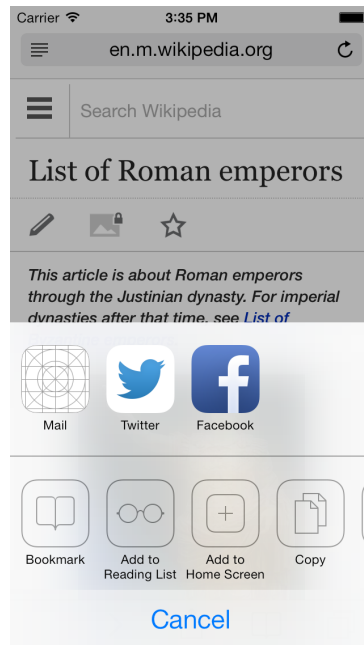 Carrier 3:35 PM
en.m.wikipedia.org
Search Wikipedia
List of Roman emperors
This article is about Roman emperors
through the Justinian dynasty. For imperial
dynasties after that time, see List of
Mail Twitter Facebook
Bookmark Add to Reading List Add to Home Screen Copy
Cancel